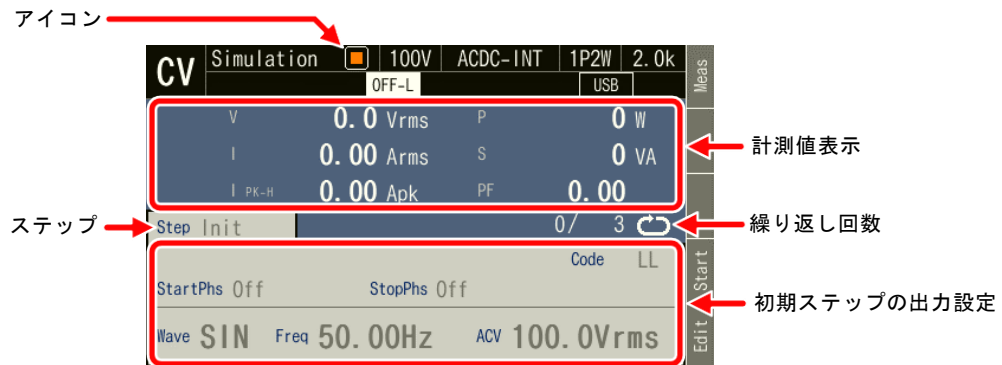 アイコン
CV Simulation 100V ACDC-INT 1P2W 2.0k Meas
OFF-L USB
V 0.0 Vrms P 0 W
I 0.00 Arms S 0 VA
計測値表示
I PK-H 0.00 Apk PF 0.00
ステップ
Step Init 0/ 3
繰り返し回数
Code LL
StartPhs Off StopPhs Off
Start
初期ステップの出力設定
Wave SIN Freq 50.00Hz ACV 100.0Vrms
Edit